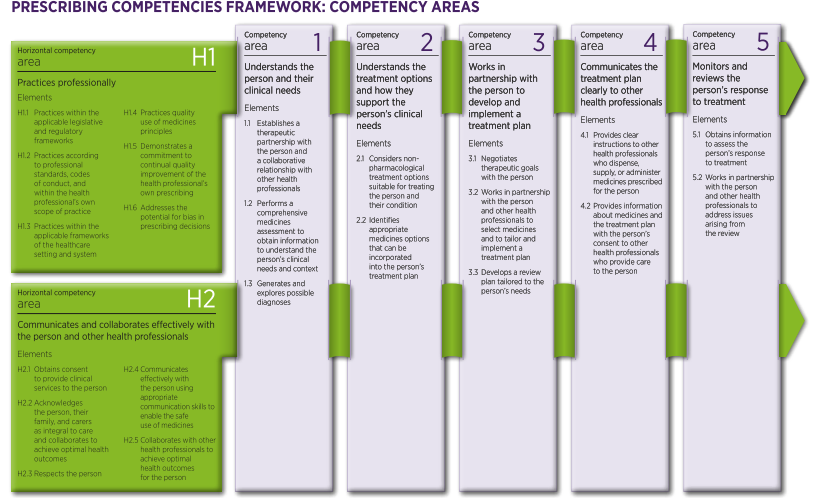 PRESCRIBING COMPETENCIES FRAMEWORK: COMPETENCY AREAS
Horizontal competency
area H1
Practices professionally
Elements
H1.1 Practices within the
applicable legislative
and regulatory
frameworks
H1.2 Practices according
to professional
standards, codes
of conduct, and
within the health
professional's own
scope of practice
H1.3 Practices within the
applicable frameworks
of the healthcare
setting and system
H1.4 Practices quality
use of medicines
principles
H1.5 Demonstrates a
commitment to
continual quality
improvement of the
health professional's
own prescribing
H1.6 Addresses the
potential for bias in
prescribing decisions
Horizontal competency
area H2
Communicates and collaborates effectively with
the person and other health professionals
Elements
H2.1 Obtains consent
to provide clinical
services to the person
H2.2 Acknowledges
the person, their
family, and carers
as integral to care
and collaborates to
achieve optimal health
outcomes
H2.3 Respects the person
H2.4 Communicates
effectively with
the person using
appropriate
communication skills to
enable the safe
use of medicines
H2.5 Collaborates with other
health professionals to
achieve optimal
health outcomes
for the person
Competency
area 1
Understands the
person and their
clinical needs
Elements
1.1 Establishes a
therapeutic
partnership with
the person and
a collaborative
relationship with
other health
professionals
1.2 Performs a
comprehensive
medicines
assessment to
obtain information
to understand the
person's clinical
needs and context
1.3 Generates and
explores possible
diagnoses
Competency
area 2
Understands the
treatment options
and how they
support the
person's clinical
needs
Elements
2.1 Considers non-
pharmacological
treatment options
suitable for treating
the person and
their condition
2.2 Identifies
appropriate
medicines options
that can be
incorporated
into the person's
treatment plan
Competency
area 3
Works in
partnership with
the person to
develop and
implement a
treatment plan
Elements
3.1 Negotiates
therapeutic goals
with the person
3.2 Works in partnership
with the person
and other health
professionals to
select medicines
and to tailor and
implement a
treatment plan
3.3 Develops a review
plan tailored to the
person's needs
Competency
area 4
Communicates the
treatment plan
clearly to other
health professionals
Elements
4.1 Provides clear
instructions to other
health professionals
who dispense,
supply, or administer
medicines prescribed
for the person
4.2 Provides information
about medicines and
the treatment plan
with the person's
consent to other
health professionals
who provide care
to the person
Competency
area 5
Monitors and
reviews the
person's response
to treatment
Elements
5.1 Obtains information
to assess the
person's response
to treatment
5.2 Works in partnership
with the person
and other health
professionals to
address issues
arising from
the review